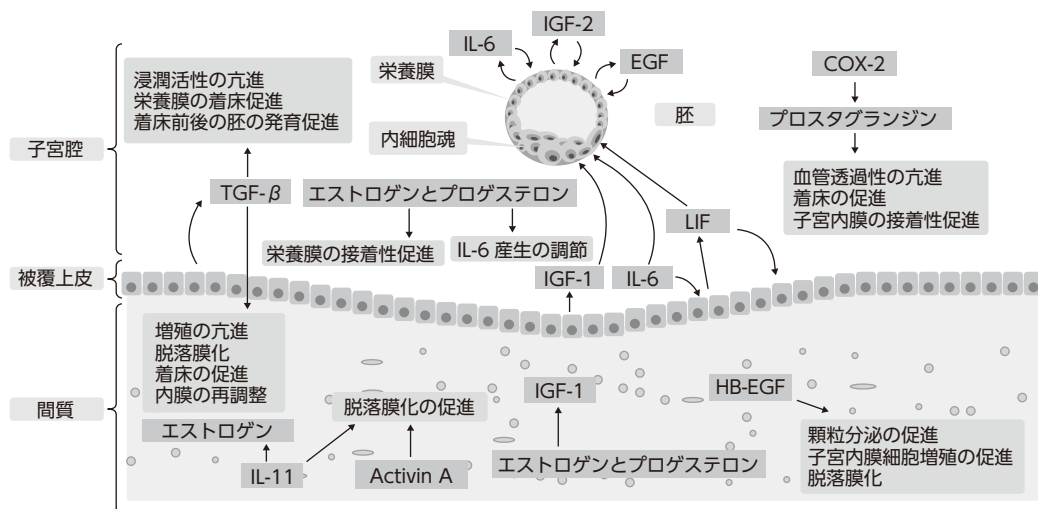 IGF-2
IL-6
EGF
栄養膜
COX-2
浸潤活性の亢進
栄養膜の着床促進
着床前後の胚の発育促進
胚
プロスタグランジン
内細胞魂
子宮腔
血管透過性の亢進
着床の促進
子宮内膜の接着性促進
TGF-β
エストロゲンとプロゲステロン
LIF
栄養膜の接着性促進
IL-6 産生の調節
被覆上皮
IGF-1
IL-6
増殖の亢進
脱落膜化
着床の促進
内膜の再調整
IGF-1
HB-EGF
間質
脱落膜化の促進
エストロゲン
顆粒分泌の促進
子宮内膜細胞増殖の促進
脱落膜化
IL-11
Activin A
エストロゲンとプロゲステロン